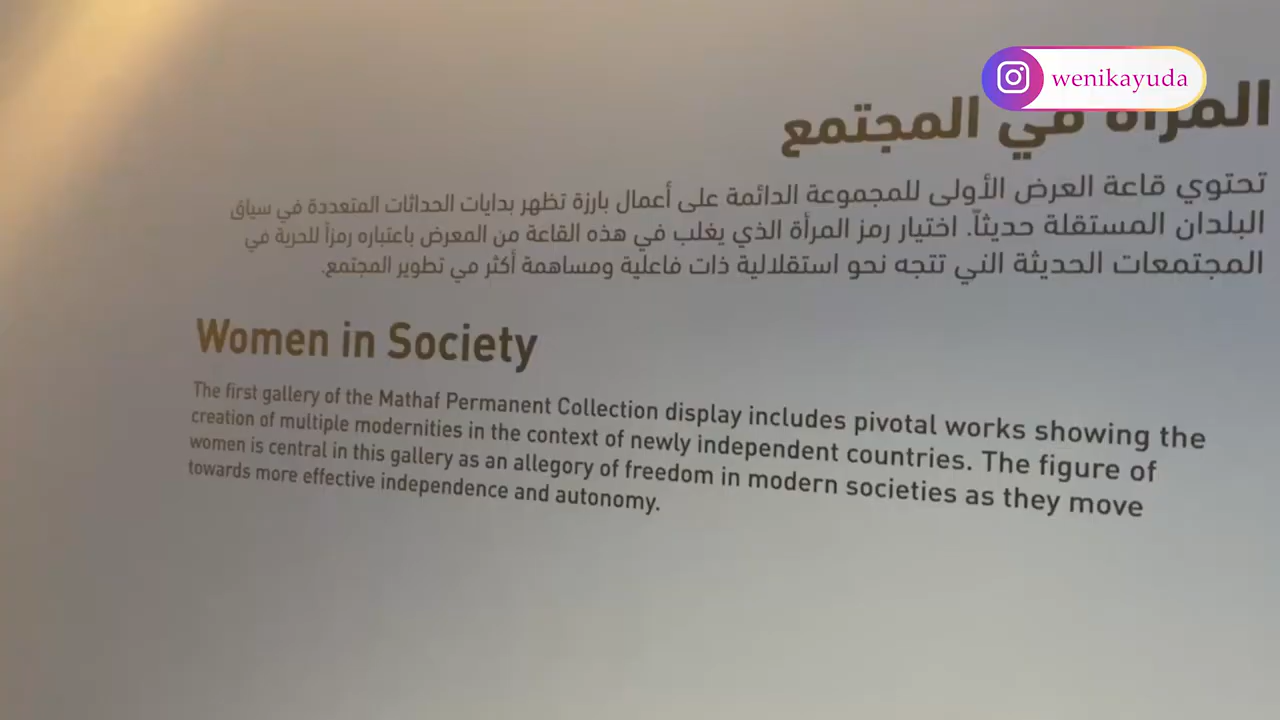 wenikayuda
المرأة في المجتمع
تحتوي قاعة العرض الأولى للمجموعة الدائمة على أعمال بارزة تظهر بدايات الحداثات المتعددة في سياق
البلدان المستقلة حديثاً. اختيار رمز المرأة الذي يغلب في هذه القاعة من المعرض باعتباره رمزاً للحرية في
المجتمعات الحديثة التي تتجه نحو استقلالية ذات فاعلية ومساهمة أكثر في تطوير المجتمع.
Women in Society
The first gallery of the Mathaf Permanent Collection display includes pivotal works showing the
creation of multiple modernities in the context of newly independent countries. The figure of
women is central in this gallery as an allegory of freedom in modern societies as they move
towards more effective independence and autonomy.